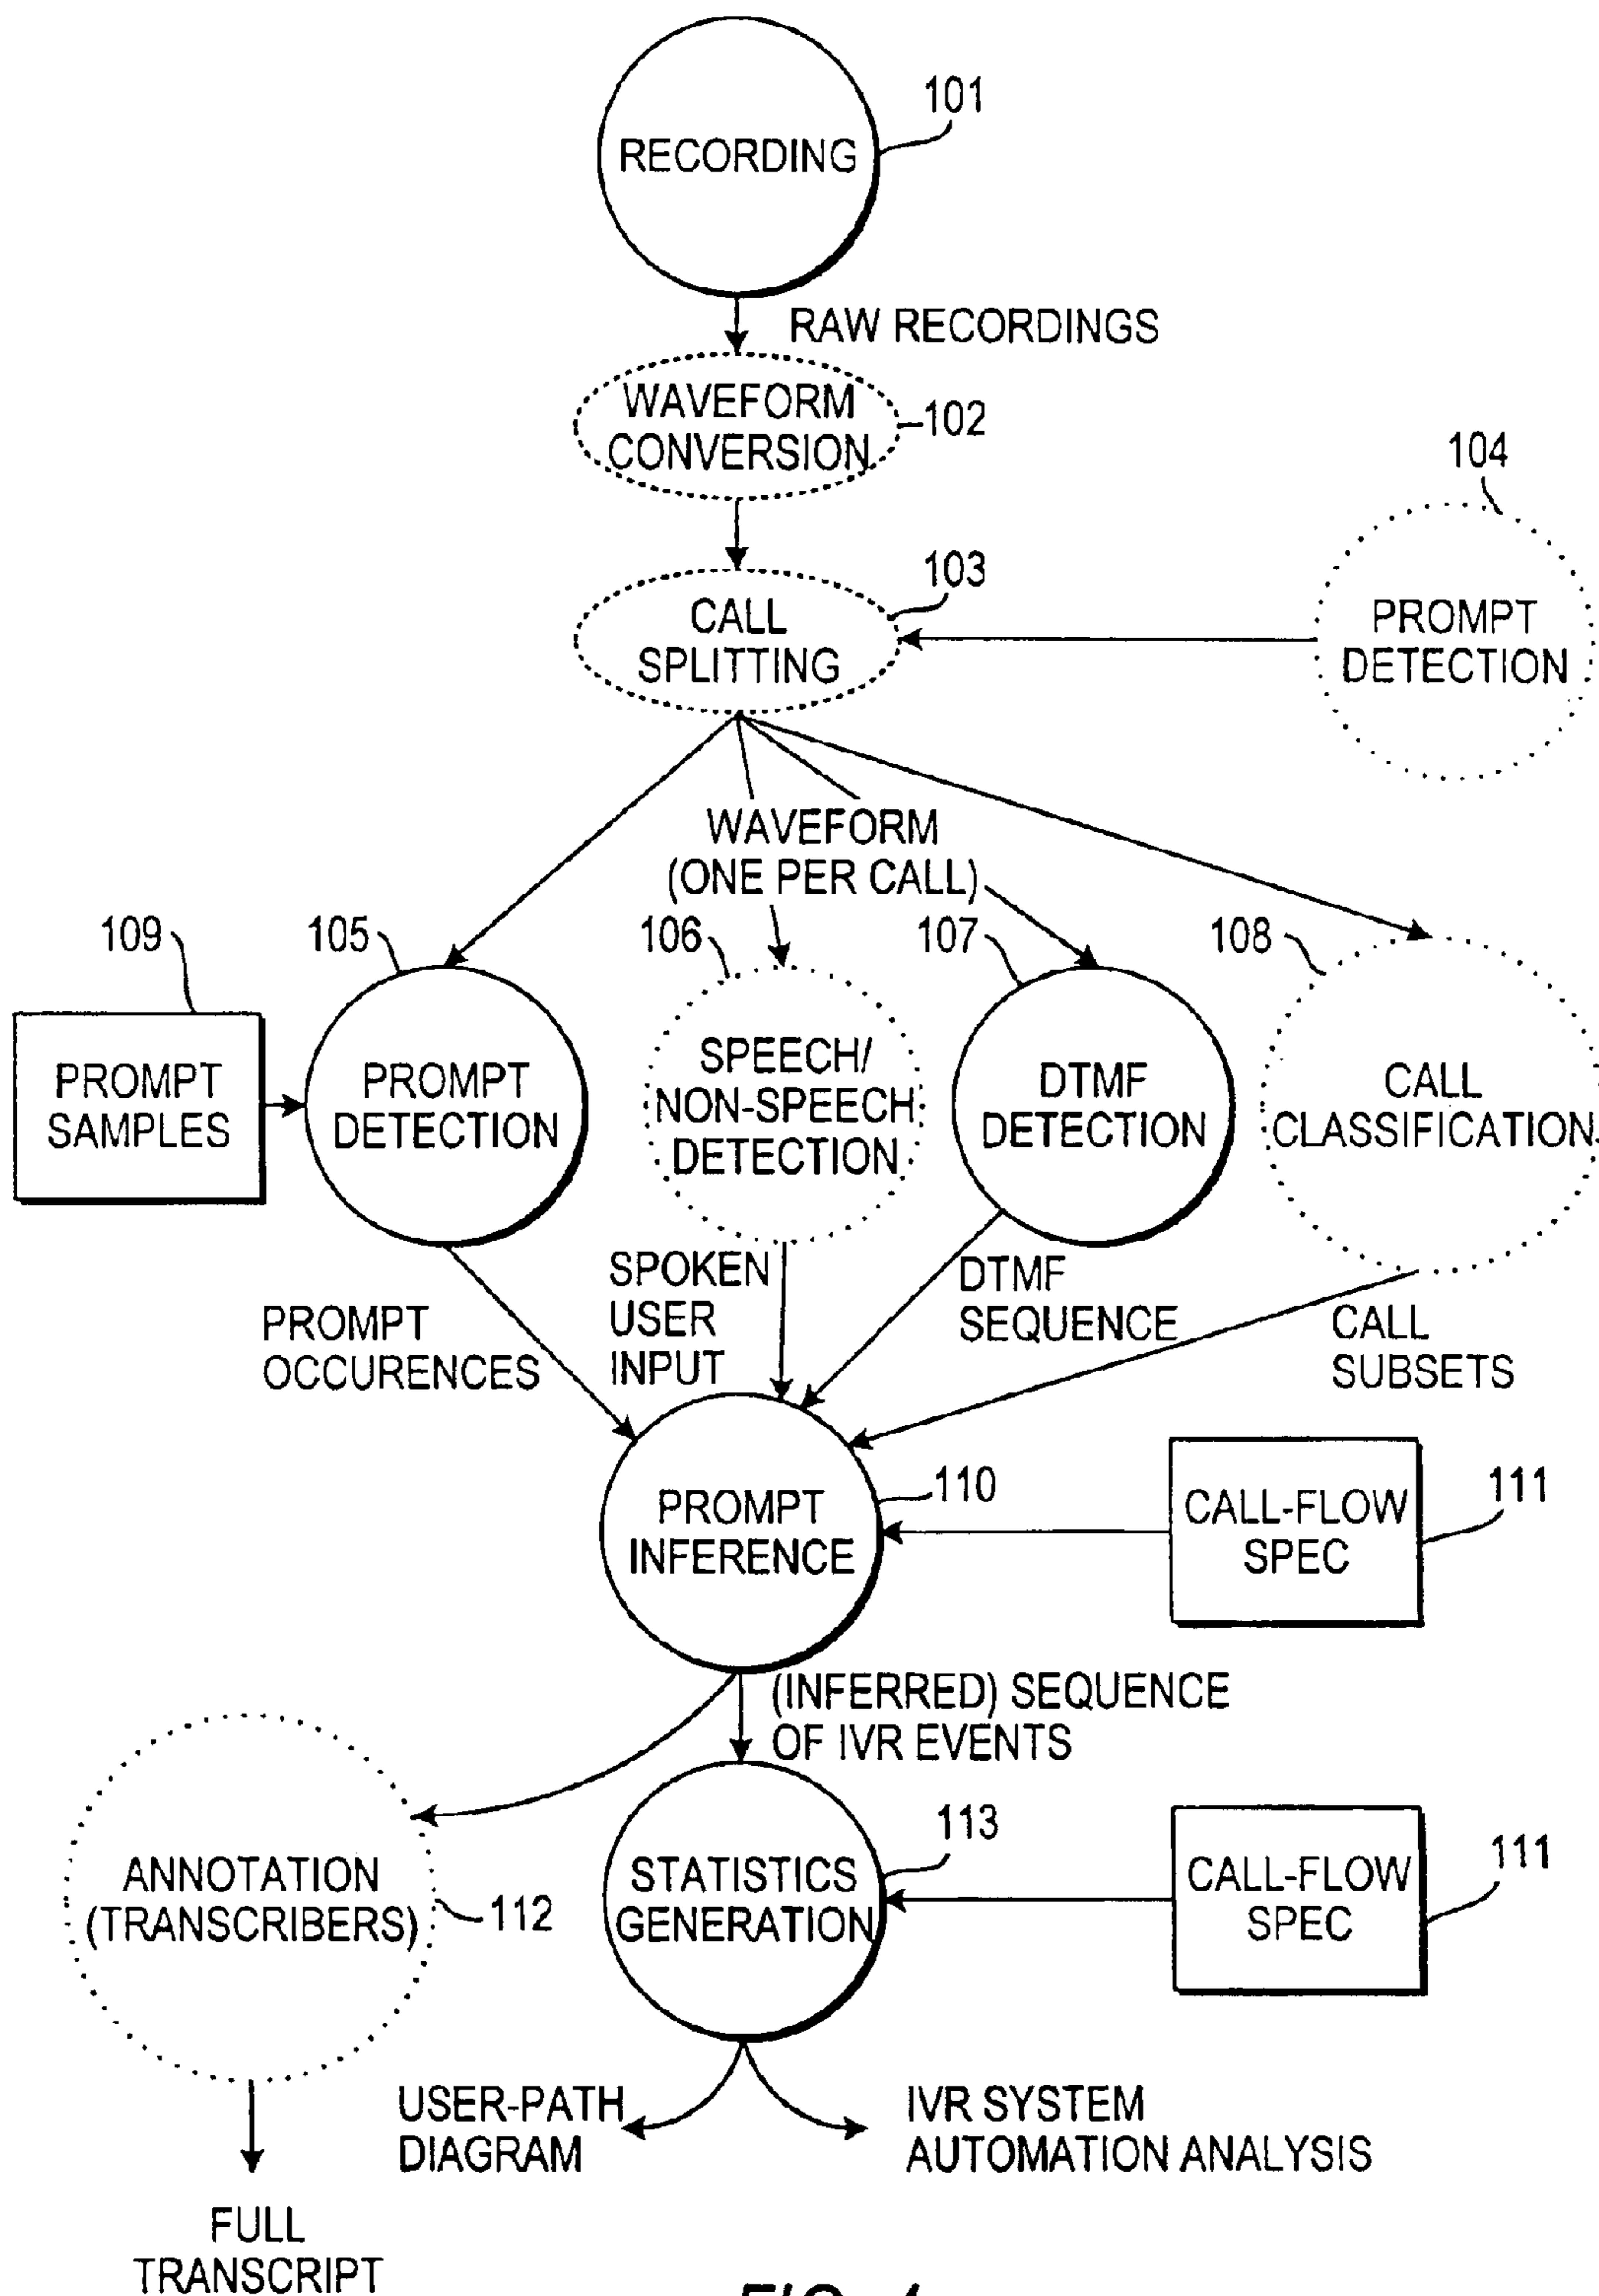 101
RECORDING
RAW RECORDINGS
WAVEFORM
CONVERSION
102
104
103
CALL
SPLITTING
PROMPT
DETECTION
WAVEFORM
(ONE PER CALL)
109
105
106
107
108
PROMPT
SAMPLES
PROMPT
DETECTION
SPEECH/
NON-SPEECH
DETECTION
DTMF
DETECTION
CALL
CLASSIFICATION
PROMPT
OCCURENCES
SPOKEN
USER
INPUT
DTMF
SEQUENCE
CALL
SUBSETS
PROMPT
INFERENCE
110
CALL-FLOW
SPEC
111
(INFERRED) SEQUENCE
OF IVR EVENTS
ANNOTATION
(TRANSCRIBERS)
112
STATISTICS
GENERATION
113
CALL-FLOW
SPEC
111
USER-PATH
DIAGRAM
IVR SYSTEM
AUTOMATION ANALYSIS
FULL
TRANSCRIPT